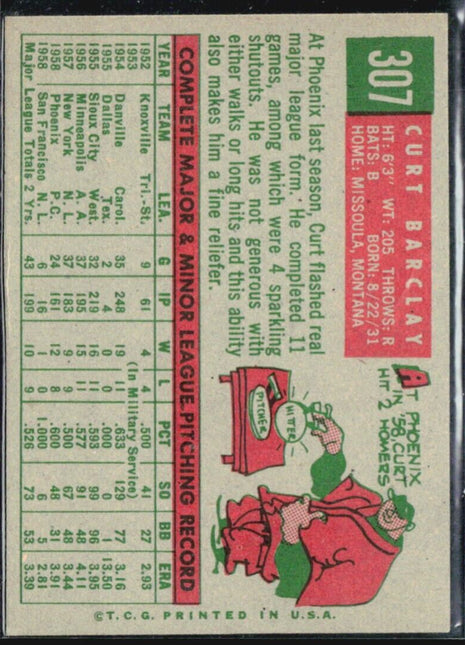 307
CURT BARCLAY
HT: 6'3" WT: 205 THROWS: R
BATS: B BORN: 8/22/31
HOME: MISSOULA, MONTANA
At Phoenix last season, Curt flashed real
major league form. He completed 11
games, among which were 4 sparkling
shutouts. He was not generous with
either walks or long hits and this ability
also makes him a fine reliefer.
AT PHOENIX
IN '58, CURT
HIT 2 HOMERS
HITTER
PITCHER
COMPLETE MAJOR & MINOR LEAGUE PITCHING RECORD
YEAR TEAM LEA. G IP W L PCT SO BB ERA
1952 Knoxville Tri.-St. 9 61 4 4 .500 41 27 2.93
1953 (In Military Service)
1954 Danville Carol. 35 248 19 11 .633 129 77 3.16
1955 Dallas Tex. 2 4 0 0 .000 0 1 13.50
1955 Sioux City West. 32 219 16 11 .593 99 96 3.95
1956 Minneapolis A. A. 37 195 15 11 .577 91 56 4.11
1957 New York N. L. 37 183 9 9 .500 67 48 3.44
1958 Phoenix P.C. 24 161 48 31 3.91
1958 San Francisco N. L. 6 16 1 0 1.000 6 5 2.81
Major League Totals 2 Yrs. 43 199 10 9 .526 73 53 3.39
© T.C.G. PRINTED IN U.S.A.